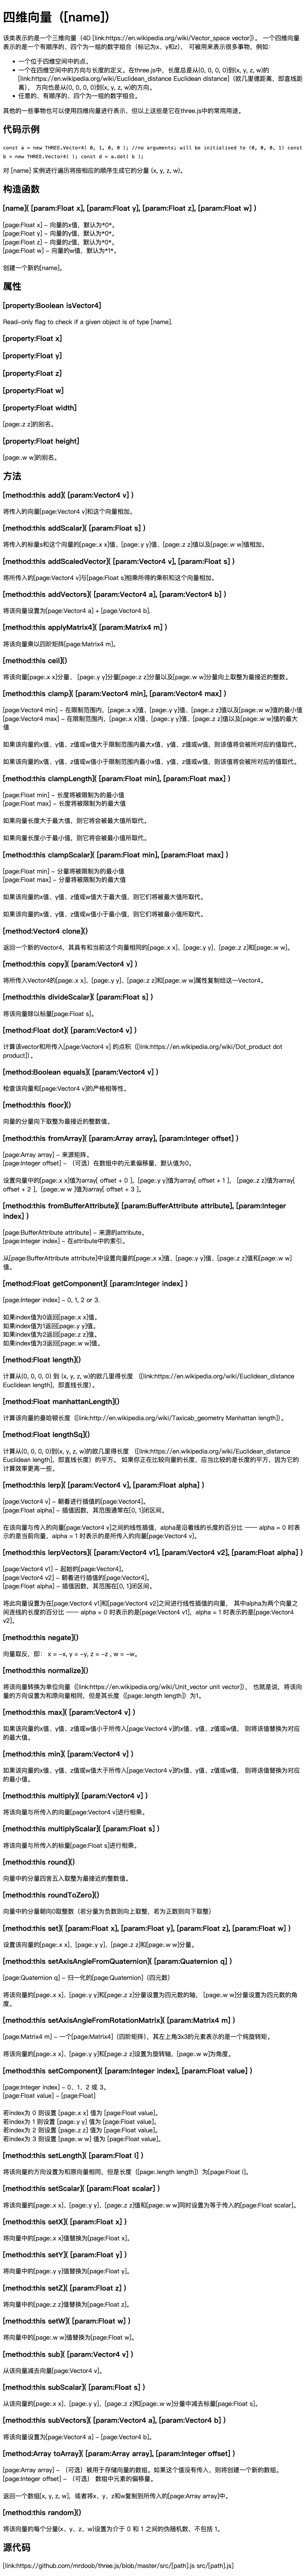 四维向量（[name]）
该类表示的是一个三维向量（4D [link:https://en.wikipedia.org/wiki/Vector_space vector]）。 一个四维向量
表示的是一个有顺序的、四个为一组的数字组合（标记为x、y和z）， 可被用来表示很多事物，例如：
一个位于四维空间中的点。
一个在四维空间中的方向与长度的定义。在three.js中，长度总是从(0, 0, 0, 0)到(x, y, z, w)的
[link:https://en.wikipedia.org/wiki/Euclidean_distance Euclidean distance]（欧几里德距离，即直线距
离）， 方向也是从(0, 0, 0, 0)到(x, y, z, w)的方向。
任意的、有顺序的、四个为一组的数字组合。
其他的一些事物也可以使用四维向量进行表示，但以上这些是它在three.js中的常用用途。
代码示例
const a = new THREE.Vector4( 0, 1, 0, 0 ); //no arguments; will be initialised to (0, 0, 0, 1) const
b = new THREE.Vector4( ); const d = a.dot( b );
对 [name] 实例进行遍历将按相应的顺序生成它的分量 (x, y, z, w)。
构造函数
[name]( [param:Float x], [param:Float y], [param:Float z], [param:Float w] )
[page:Float x] - 向量的x值，默认为*0*。
[page:Float y] - 向量的y值，默认为*0*。
[page:Float z] - 向量的z值，默认为*0*。
[page:Float w] - 向量的w值，默认为*1*。
创建一个新的[name]。
属性
[property:Boolean isVector4]
Read-only flag to check if a given object is of type [name].
[property:Float x]
[property:Float y]
[property:Float z]
[property:Float w]
[property:Float width]
[page:.z z]的别名。
[property:Float height]
[page:.w w]的别名。
方法
[method:this add]( [param:Vector4 v] )
将传入的向量[page:Vector4 v]和这个向量相加。
[method:this addScalar]( [param:Float s] )
将传入的标量s和这个向量的[page:.x x]值、[page:.y y]值、[page:.z z]值以及[page:.w w]值相加。
[method:this addScaledVector]( [param:Vector4 v], [param:Float s] )
将所传入的[page:Vector4 v]与[page:Float s]相乘所得的乘积和这个向量相加。
[method:this addVectors]( [param:Vector4 a], [param:Vector4 b] )
将该向量设置为[page:Vector4 a] + [page:Vector4 b].
[method:this applyMatrix4]( [param:Matrix4 m] )
将该向量乘以四阶矩阵[page:Matrix4 m]。
[method:this ceil]()
将该向量[page:.x x]分量、 [page:.y y]分量[page:.z z]分量以及[page:.w w]分量向上取整为最接近的整数。
[method:this clamp]( [param:Vector4 min], [param:Vector4 max] )
[page:Vector4 min] - 在限制范围内，[page:.x x]值、[page:.y y]值、[page:.z z]值以及[page:.w w]值的最小值
[page:Vector4 max] - 在限制范围内，[page:.x x]值、[page:.y y]值、[page:.z z]值以及[page:.w w]值的最大
值
如果该向量的x值、y值、z值或w值大于限制范围内最大x值、y值、z值或w值，则该值将会被所对应的值取代。
如果该向量的x值、y值、z值或w值小于限制范围内最小x值、y值、z值或w值，则该值将会被所对应的值取代。
[method:this clampLength]( [param:Float min], [param:Float max] )
[page:Float min] - 长度将被限制为的最小值
[page:Float max] - 长度将被限制为的最大值
如果向量长度大于最大值，则它将会被最大值所取代。
如果向量长度小于最小值，则它将会被最小值所取代。
[method:this clampScalar]( [param:Float min], [param:Float max] )
[page:Float min] - 分量将被限制为的最小值
[page:Float max] - 分量将被限制为的最大值
如果该向量的x值、y值、z值或w值大于最大值，则它们将被最大值所取代。
如果该向量的x值、y值、z值或w值小于最小值，则它们将被最小值所取代。
[method:Vector4 clone]()
返回一个新的Vector4，其具有和当前这个向量相同的[page:.x x]、[page:.y y]、[page:.z z]和[page:.w w]。
[method:this copy]( [param:Vector4 v] )
将所传入Vector4的[page:.x x]、[page:.y y]、[page:.z z]和[page:.w w]属性复制给这一Vector4。
[method:this divideScalar]( [param:Float s] )
将该向量除以标量[page:Float s]。
[method:Float dot]( [param:Vector4 v] )
计算该vector和所传入[page:Vector4 v] 的点积（[link:https://en.wikipedia.org/wiki/Dot_product dot
product]）。
[method:Boolean equals]( [param:Vector4 v] )
检查该向量和[page:Vector4 v]的严格相等性。
[method:this floor]()
向量的分量向下取整为最接近的整数值。
[method:this fromArray]( [param:Array array], [param:Integer offset] )
[page:Array array] - 来源矩阵。
[page:Integer offset] - （可选）在数组中的元素偏移量，默认值为0。
设置向量中的[page:.x x]值为array[ offset + 0 ]，[page:.y y]值为array[ offset + 1 ]， [page:.z z]值为array[
offset + 2 ]，[page:.w w ]值为array[ offset + 3 ]。
[method:this fromBufferAttribute]( [param:BufferAttribute attribute], [param:Integer
index] )
[page:BufferAttribute attribute] - 来源的attribute。
[page:Integer index] - 在attribute中的索引。
从[page:BufferAttribute attribute]中设置向量的[page:.x x]值、[page:.y y]值、[page:.z z]值和[page:.w w]
值。
[method:Float getComponent]( [param:Integer index] )
[page:Integer index] - 0, 1, 2 or 3.
如果index值为0返回[page:.x x]值。
如果index值为1返回[page:.y y]值。
如果index值为2返回[page:.z z]值。
如果index值为3返回[page:.w w]值。
[method:Float length]()
计算从(0, 0, 0, 0) 到 (x, y, z, w)的欧几里得长度 （[link:https://en.wikipedia.org/wiki/Euclidean_distance
Euclidean length]，即直线长度）。
[method:Float manhattanLength]()
计算该向量的曼哈顿长度（[link:http://en.wikipedia.org/wiki/Taxicab_geometry Manhattan length]）。
[method:Float lengthSq]()
计算从(0, 0, 0, 0)到(x, y, z, w)的欧几里得长度 （[link:https://en.wikipedia.org/wiki/Euclidean_distance
Euclidean length]，即直线长度）的平方。 如果你正在比较向量的长度，应当比较的是长度的平方，因为它的
计算效率更高一些。
[method:this lerp]( [param:Vector4 v], [param:Float alpha] )
[page:Vector4 v] - 朝着进行插值的[page:Vector4]。
[page:Float alpha] - 插值因数，其范围通常在[0, 1]闭区间。
在该向量与传入的向量[page:Vector4 v]之间的线性插值，alpha是沿着线的长度的百分比 —— alpha = 0 时表
示的是当前向量，alpha = 1 时表示的是所传入的向量[page:Vector4 v]。
[method:this lerpVectors]( [param:Vector4 v1], [param:Vector4 v2], [param:Float alpha] )
[page:Vector4 v1] - 起始的[page:Vector4]。
[page:Vector4 v2] - 朝着进行插值的[page:Vector4]。
[page:Float alpha] - 插值因数，其范围在[0, 1]闭区间。
将此向量设置为在[page:Vector4 v1]和[page:Vector4 v2]之间进行线性插值的向量， 其中alpha为两个向量之
间连线的长度的百分比 —— alpha = 0 时表示的是[page:Vector4 v1]，alpha = 1 时表示的是[page:Vector4
v2]。
[method:this negate]()
向量取反，即： x = -x, y = -y, z = -z , w = -w。
[method:this normalize]()
将该向量转换为单位向量（[link:https://en.wikipedia.org/wiki/Unit_vector unit vector]）， 也就是说，将该向
量的方向设置为和原向量相同，但是其长度（[page:.length length]）为1。
[method:this max]( [param:Vector4 v] )
如果该向量的x值、y值、z值或w值小于所传入[page:Vector4 v]的x值、y值、z值或w值， 则将该值替换为对应
的最大值。
[method:this min]( [param:Vector4 v] )
如果该向量的x值、y值、z值或w值大于所传入[page:Vector4 v]的x值、y值、z值或w值， 则将该值替换为对应
的最小值。
[method:this multiply]( [param:Vector4 v] )
将该向量与所传入的向量[page:Vector4 v]进行相乘。
[method:this multiplyScalar]( [param:Float s] )
将该向量与所传入的标量[page:Float s]进行相乘。
[method:this round]()
向量中的分量四舍五入取整为最接近的整数值。
[method:this roundToZero]()
向量中的分量朝向0取整数（若分量为负数则向上取整，若为正数则向下取整）
[method:this set]( [param:Float x], [param:Float y], [param:Float z], [param:Float w] )
设置该向量的[page:.x x]、[page:.y y]、[page:.z z]和[page:.w w]分量。
[method:this setAxisAngleFromQuaternion]( [param:Quaternion q] )
[page:Quaternion q] - 归一化的[page:Quaternion]（四元数）
将该向量的[page:.x x]、[page:.y y]和[page:.z z]分量设置为四元数的轴， [page:.w w]分量设置为四元数的角
度。
[method:this setAxisAngleFromRotationMatrix]( [param:Matrix4 m] )
[page:Matrix4 m] - 一个[page:Matrix4]（四阶矩阵），其左上角3x3的元素表示的是一个纯旋转矩。
将该向量的[page:.x x]、[page:.y y]和[page:.z z]设置为旋转轴，[page:.w w]为角度。
[method:this setComponent]( [param:Integer index], [param:Float value] )
[page:Integer index] - 0、1、2 或 3。
[page:Float value] - [page:Float]
若index为 0 则设置 [page:.x x] 值为 [page:Float value]。
若index为 1 则设置 [page:.y y] 值为 [page:Float value]。
若index为 2 则设置 [page:.z z] 值为 [page:Float value]。
若index为 3 则设置 [page:.w w] 值为 [page:Float value]。
[method:this setLength]( [param:Float l] )
将该向量的方向设置为和原向量相同，但是长度（[page:.length length]）为[page:Float l]。
[method:this setScalar]( [param:Float scalar] )
将该向量的[page:.x x]、[page:.y y]、[page:.z z]值和[page:.w w]同时设置为等于传入的[page:Float scalar]。
[method:this setX]( [param:Float x] )
将向量中的[page:.x x]值替换为[page:Float x]。
[method:this setY]( [param:Float y] )
将向量中的[page:.y y]值替换为[page:Float y]。
[method:this setZ]( [param:Float z] )
将向量中的[page:.z z]值替换为[page:Float z]。
[method:this setW]( [param:Float w] )
将向量中的[page:.w w]值替换为[page:Float w]。
[method:this sub]( [param:Vector4 v] )
从该向量减去向量[page:Vector4 v]。
[method:this subScalar]( [param:Float s] )
从该向量的[page:.x x]、[page:.y y]、[page:.z z]和[page:.w w]分量中减去标量[page:Float s]。
[method:this subVectors]( [param:Vector4 a], [param:Vector4 b] )
将该向量设置为[page:Vector4 a] - [page:Vector4 b]。
[method:Array toArray]( [param:Array array], [param:Integer offset] )
[page:Array array] - （可选）被用于存储向量的数组。如果这个值没有传入，则将创建一个新的数组。
[page:Integer offset] - （可选） 数组中元素的偏移量。
返回一个数组[x, y, z, w]，或者将x、y、z和w复制到所传入的[page:Array array]中。
[method:this random]()
将该向量的每个分量(x、y、z、w)设置为介于 0 和 1 之间的伪随机数，不包括 1。
源代码
[link:https://github.com/mrdoob/three.js/blob/master/src/[path].js src/[path].js]